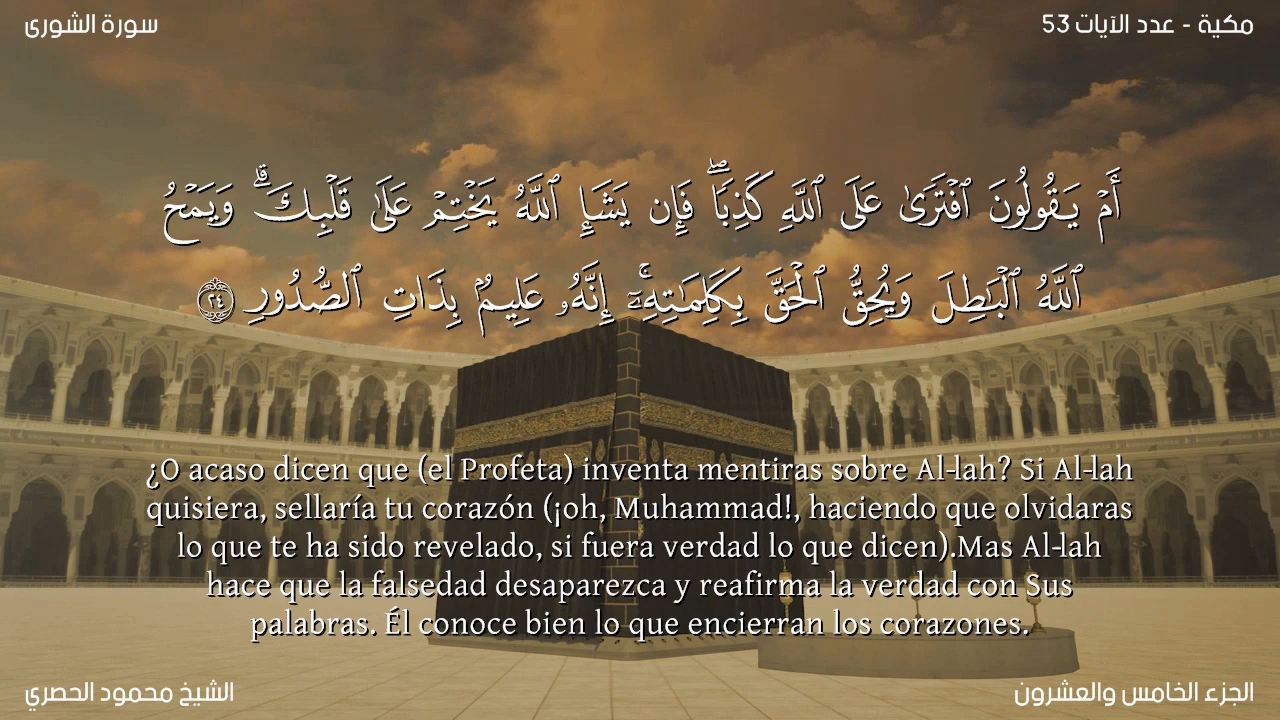 مكية - عدد الآيات 53
سورة الشورى
أَمۡ يَقُولُونَ ٱفۡتَرَىٰ عَلَى ٱللَّهِ كَذِبٗاۖ فَإِن يَشَإِ ٱللَّهُ يَخۡتِمۡ عَلَىٰ قَلۡبِكَۗ وَيَمۡحُ
ٱللَّهُ ٱلۡبَٰطِلَ وَيُحِقُّ ٱلۡحَقَّ بِكَلِمَٰتِهِۦٓۚ إِنَّهُۥ عَلِيمُۢ بِذَاتِ ٱلصُّدُورِ ٢٤
¿O acaso dicen que (el Profeta) inventa mentiras sobre Al-lah? Si Al-lah
quisiera, sellaría tu corazón (¡oh, Muhammad!, haciendo que olvidaras
lo que te ha sido revelado, si fuera verdad lo que dicen).Mas Al-lah
hace que la falsedad desaparezca y reafirma la verdad con Sus
palabras. Él conoce bien lo que encierran los corazones.
الجزء الخامس والعشرون
الشيخ محمود الحصري